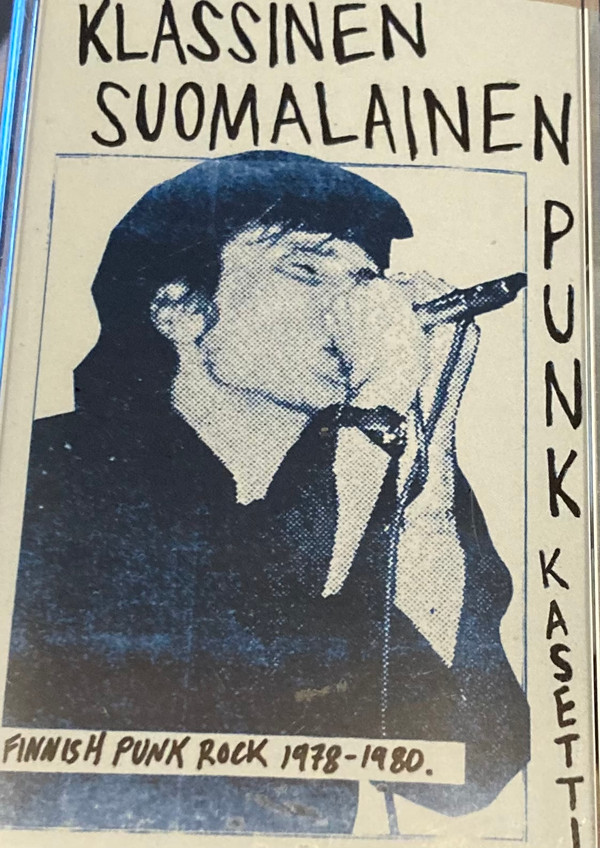 KLASSINEN
SUOMALAINEN
PUNK
KASETTI
FINNISH PUNK ROCK 1978-1980.